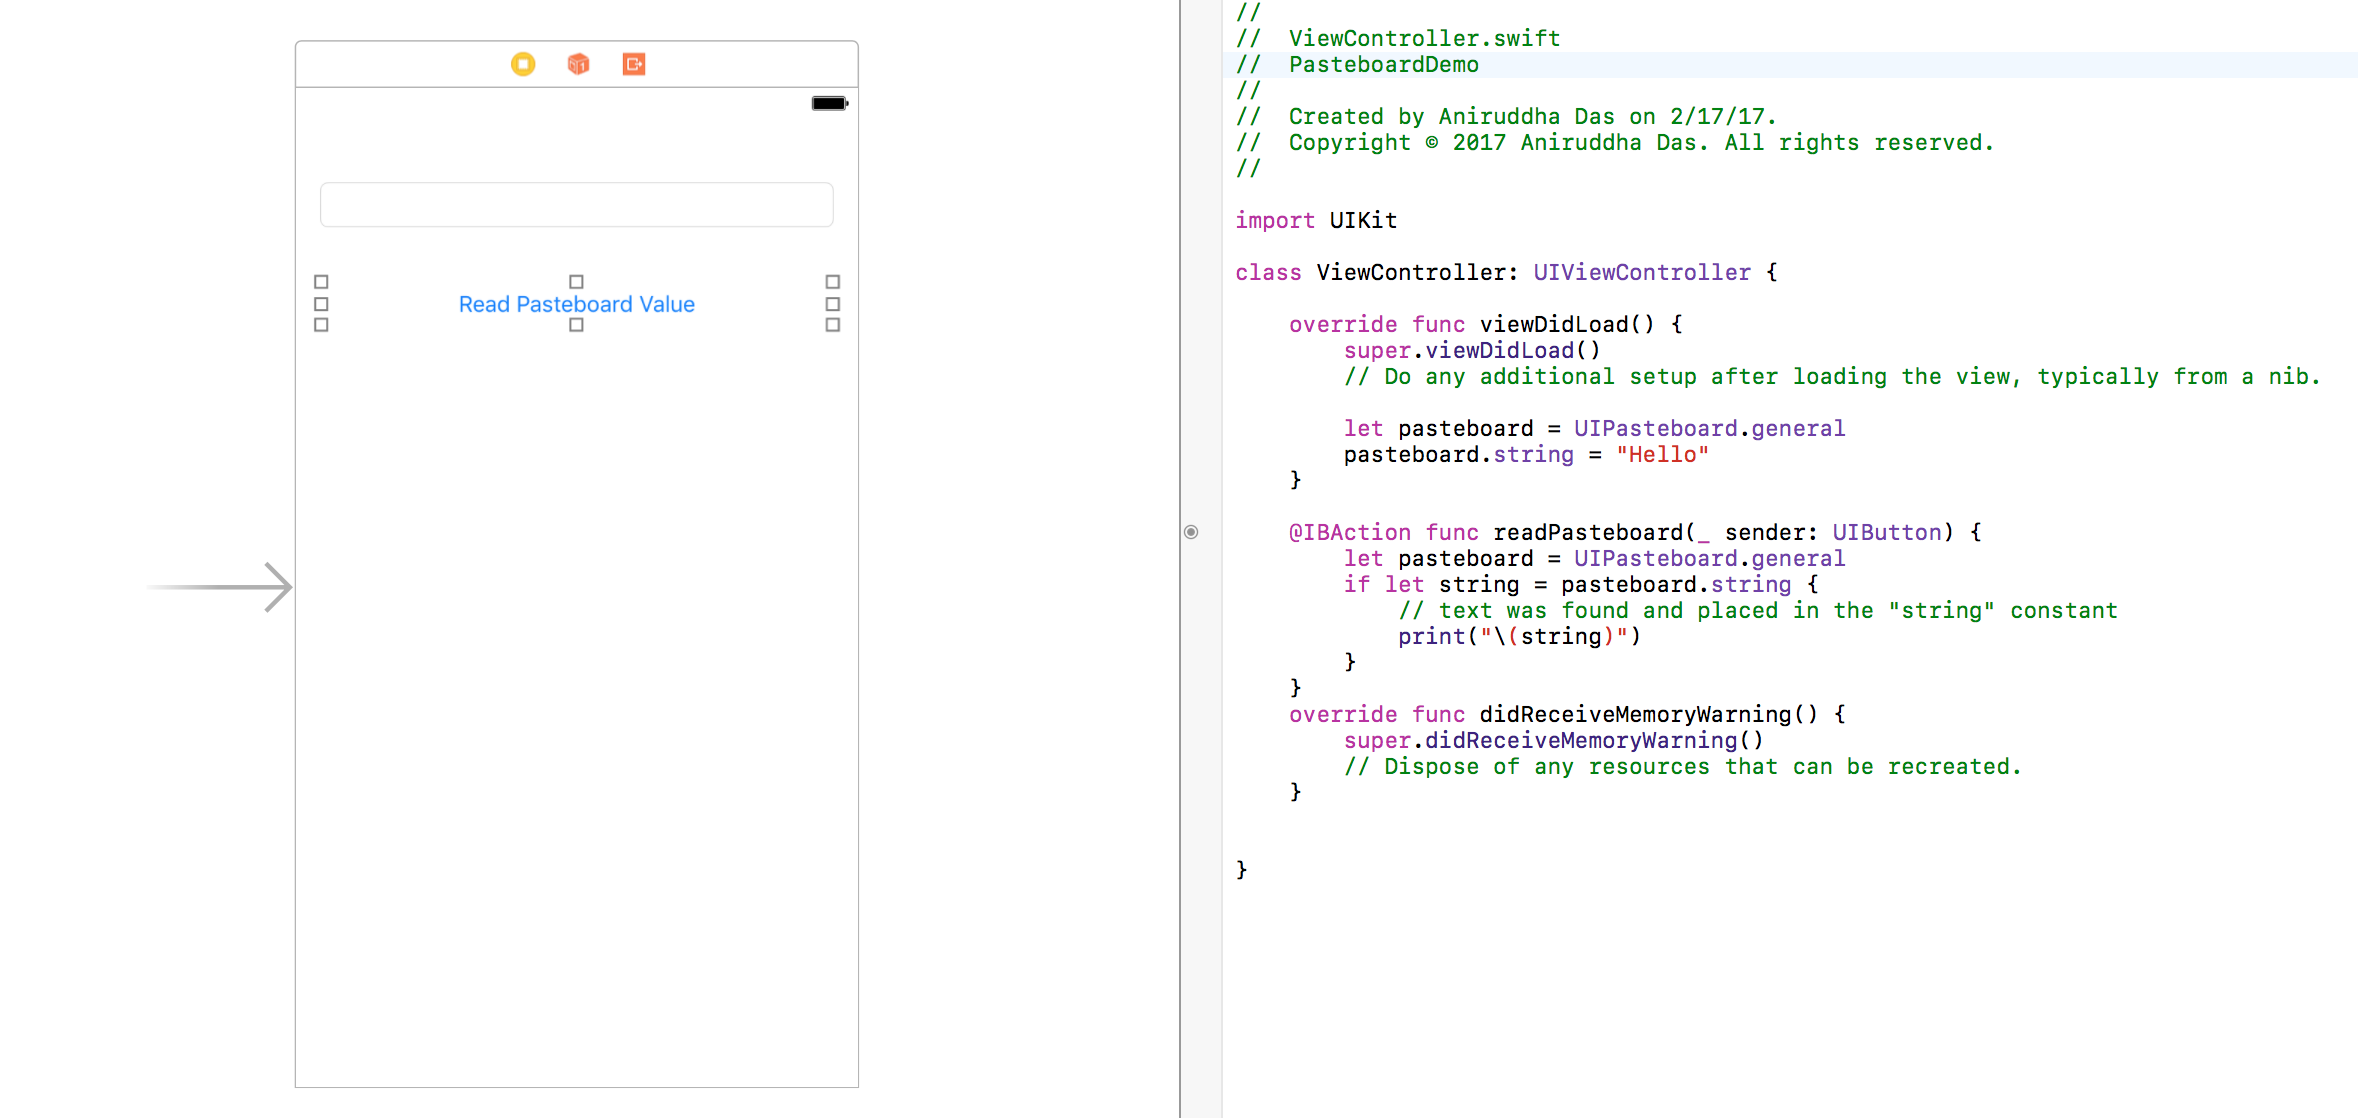 Read Pasteboard Value
//
//  ViewController.swift
//  PasteboardDemo
//
//  Created by Aniruddha Das on 2/17/17.
//  Copyright © 2017 Aniruddha Das. All rights reserved.
//
import UIKit
class ViewController: UIViewController {
    override func viewDidLoad() {
        super.viewDidLoad()
        // Do any additional setup after loading the view, typically from a nib.
        let pasteboard = UIPasteboard.general
        pasteboard.string = "Hello"
    }
    @IBAction func readPasteboard(_ sender: UIButton) {
        let pasteboard = UIPasteboard.general
        if let string = pasteboard.string {
            // text was found and placed in the "string" constant
            print("\(string)")
        }
    }
    override func didReceiveMemoryWarning() {
        super.didReceiveMemoryWarning()
        // Dispose of any resources that can be recreated.
    }
}